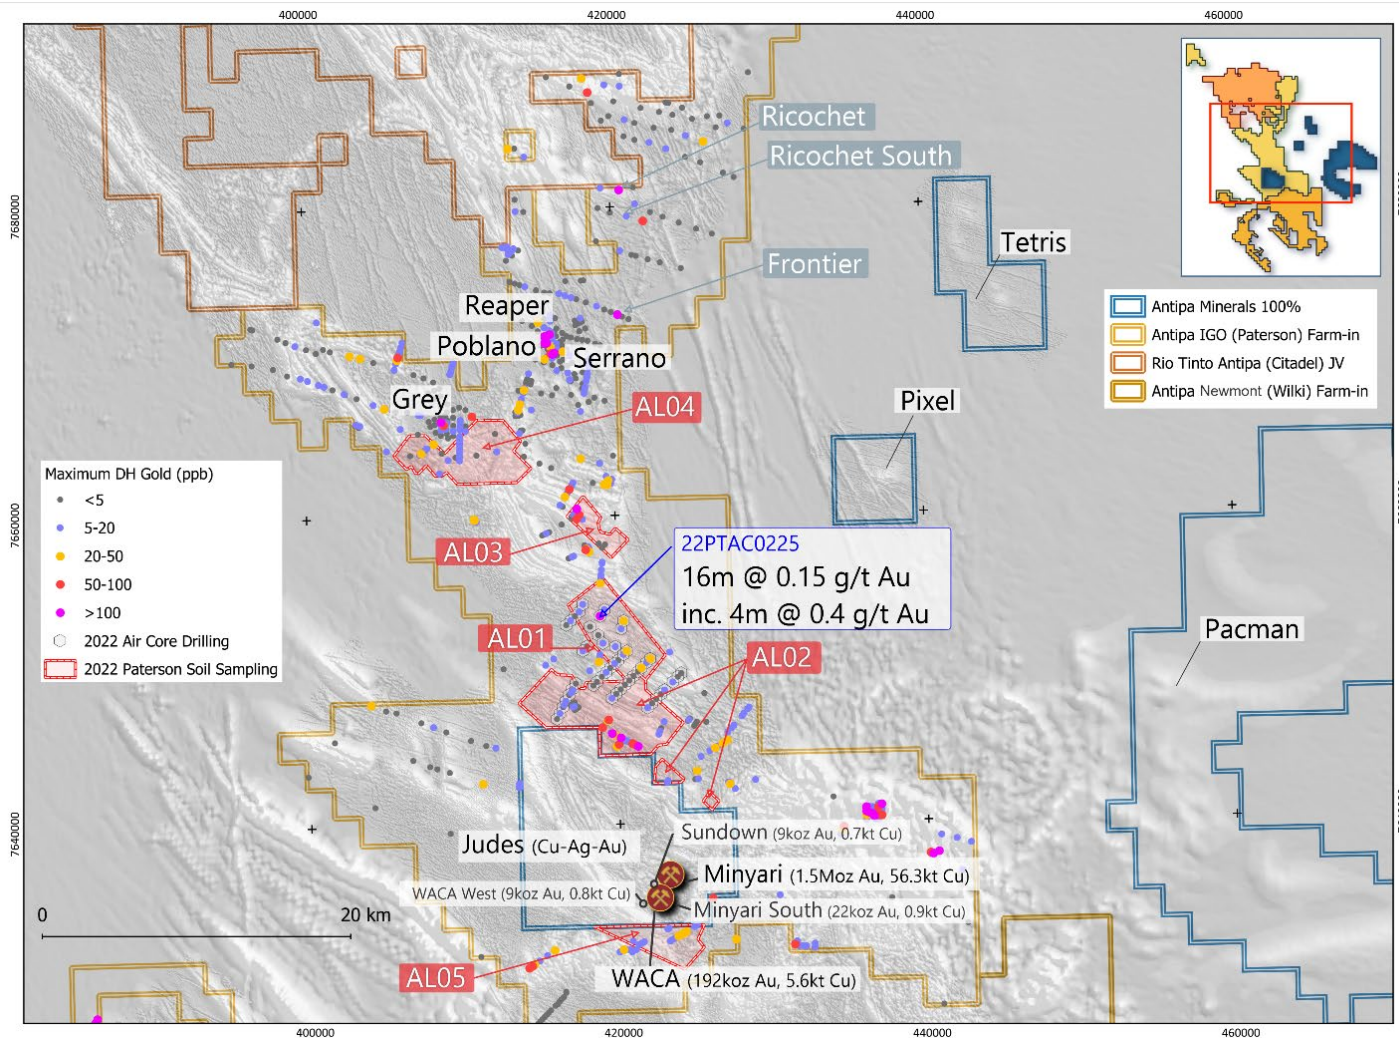 400000
420000
440000
460000
Ricochet
Ricochet South
7680000
Tetris
Frontier
Reaper
Poblano
Serrano
Antipa Minerals 100%
Antipa IGO (Paterson) Farm-in
Rio Tinto Antipa (Citadel) JV
Antipa Newmont (Wilki) Farm-in
Grey
AL04
Pixel
Maximum DH Gold (ppb)
<5
5-20
20-50
50-100
>100
2022 Air Core Drilling
2022 Paterson Soil Sampling
7660000
AL03
22PTAC0225
16m @ 0.15 g/t Au
inc. 4m @ 0.4 g/t Au
AL01
AL02
Pacman
7640000
Judes (Cu-Ag-Au)
Sundown (9koz Au, 0.7kt Cu)
Minyari (1.5Moz Au, 56.3kt Cu)
WACA West (9koz Au, 0.8kt Cu)
Minyari South (22koz Au, 0.9kt Cu)
0
20 km
AL05
WACA (192koz Au, 5.6kt Cu)
400000
420000
440000
460000